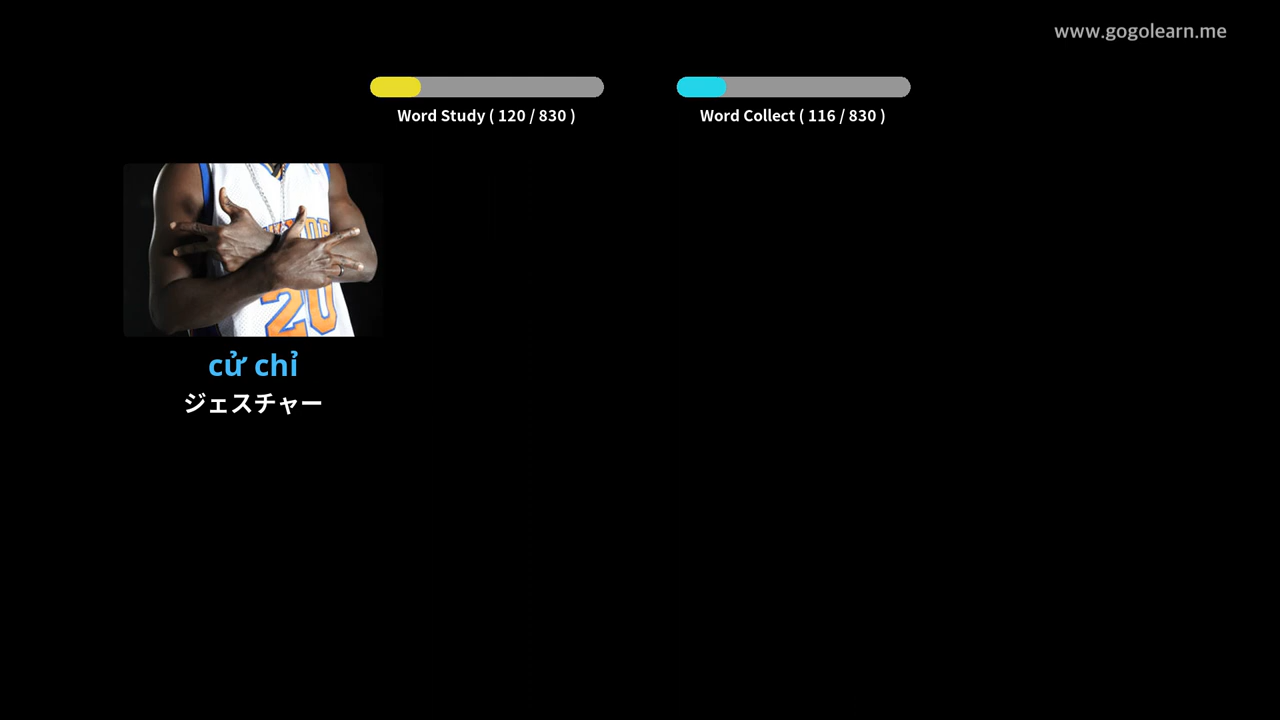 www.gogolearn.me
Word Study ( 120 / 830 )
Word Collect ( 116 / 830 )
20
cử chỉ
ジェスチャー